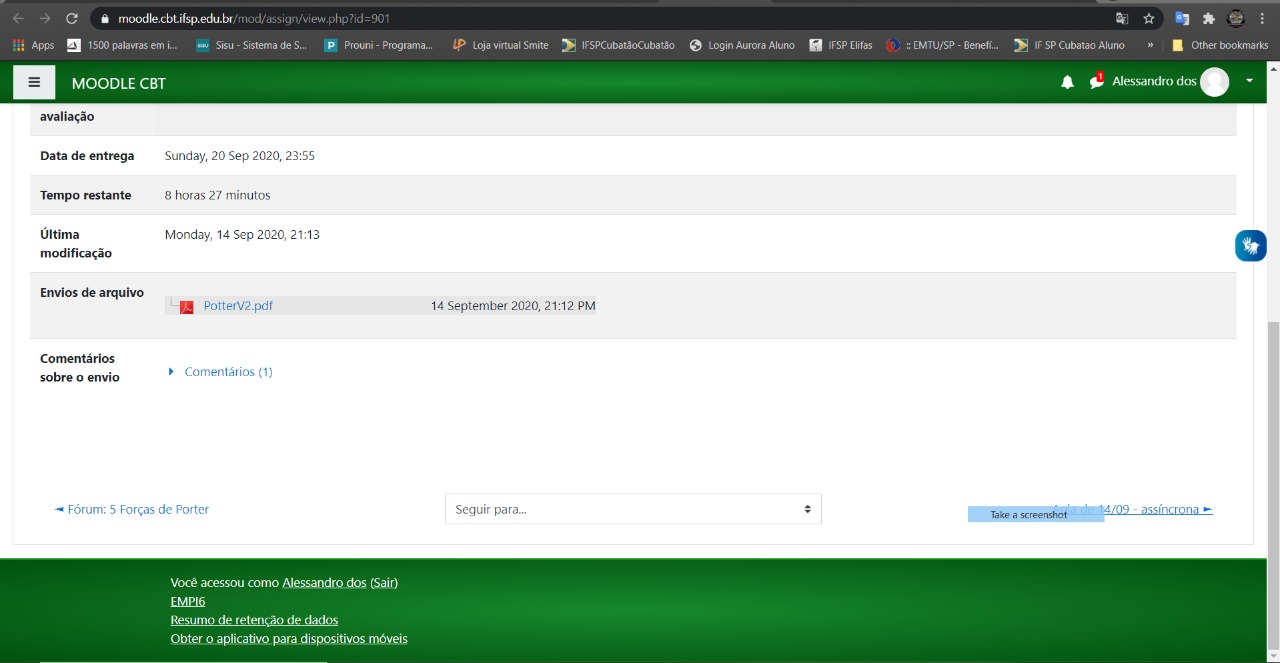 moodle.cbt.ifsp.edu.br/mod/assign/view.php?id=901
Apps 1500 palavras em i... Sisu - Sistema de S... Prouni - Programa... Loja virtual Smite IFSPCubatãoCubatão Login Aurora Aluno IFSP Elifas :: EMTU/SP - Benefí... IF SP Cubatao Aluno » Other bookmarks
MOODLE CBT
1
Alessandro dos
avaliação
Data de entrega Sunday, 20 Sep 2020, 23:55
Tempo restante 8 horas 27 minutos
Última
modificação
Monday, 14 Sep 2020, 21:13
Envios de arquivo
PotterV2.pdf 14 September 2020, 21:12 PM
Comentários
sobre o envio
Comentários (1)
◄ Fórum: 5 Forças de Porter
Seguir para...
Aula de 14/09 - assíncrona ►
Take a screenshot
Você acessou como Alessandro dos (Sair)
EMPI6
Resumo de retenção de dados
Obter o aplicativo para dispositivos móveis